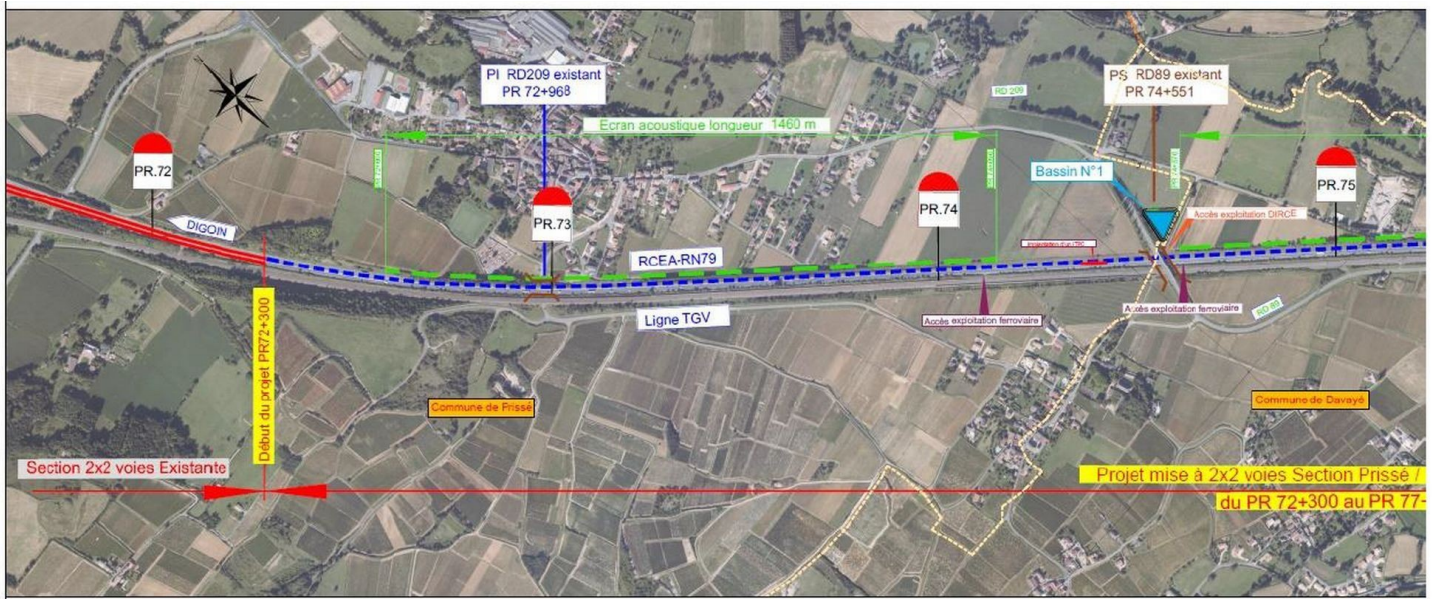 PI RD209 existant
PR 72+968
PS RD89 existant
PR 74+551
RD 209
Ecran acoustique longueur 1460 m
PR.72
PR.73
PR.74
PR.75
Bassin N°1
Accès exploitation DIRCE
DIGOIN
RCEA-RN79
Ligne TGV
Accès exploitation ferroviaire
Accès exploitation ferroviaire
RD 89
Début du projet PR72+300
Commune de Prissé
Commune de Davayé
Section 2x2 voies Existante
Projet mise à 2x2 voies Section Prissé /
du PR 72+300 au PR 77-